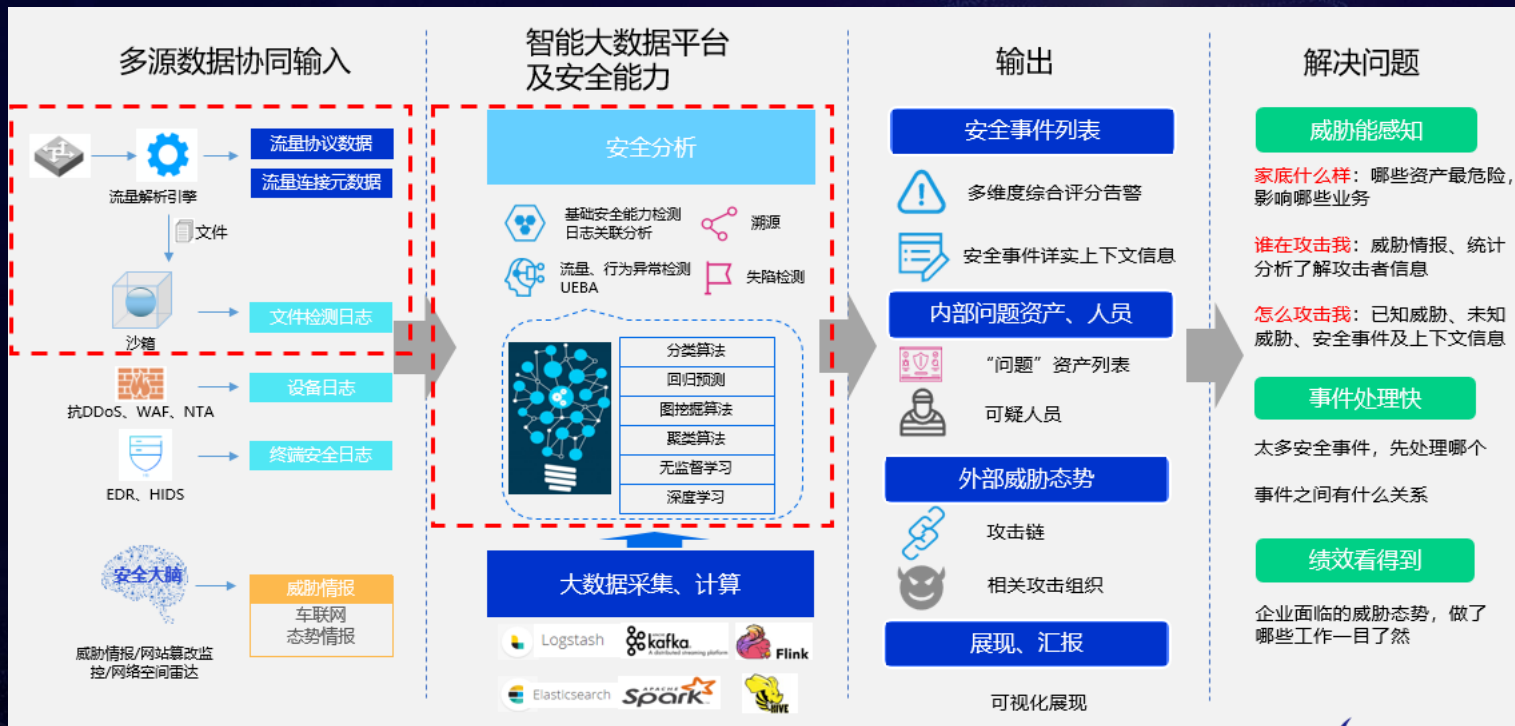 多源数据协同输入
流量解析引擎
流量协议数据
流量连接元数据
文件
沙箱
文件检测日志
抗DDoS、WAF、NTA
设备日志
EDR、HIDS
终端安全日志
安全大脑
威胁情报
车联网
态势情报
威胁情报/网站篡改监
控/网络空间雷达
智能大数据平台
及安全能力
安全分析
基础安全能力检测
日志关联分析
溯源
流量、行为异常检测
UEBA
失陷检测
分类算法
回归预测
图挖掘算法
聚类算法
无监督学习
深度学习
大数据采集、计算
Logstash
kafka
A distributed streaming platform
Flink
Elasticsearch
APACHE
Spark
HIVE
输出
安全事件列表
多维度综合评分告警
安全事件详实上下文信息
内部问题资产、人员
“问题”资产列表
可疑人员
外部威胁态势
攻击链
相关攻击组织
展现、汇报
可视化展现
解决问题
威胁能感知
家底什么样：哪些资产最危险，
影响哪些业务
谁在攻击我：威胁情报、统计
分析了解攻击者信息
怎么攻击我：已知威胁、未知
威胁、安全事件及上下文信息
事件处理快
太多安全事件，先处理哪个
事件之间有什么关系
绩效看得到
企业面临的威胁态势，做了
哪些工作一目了然